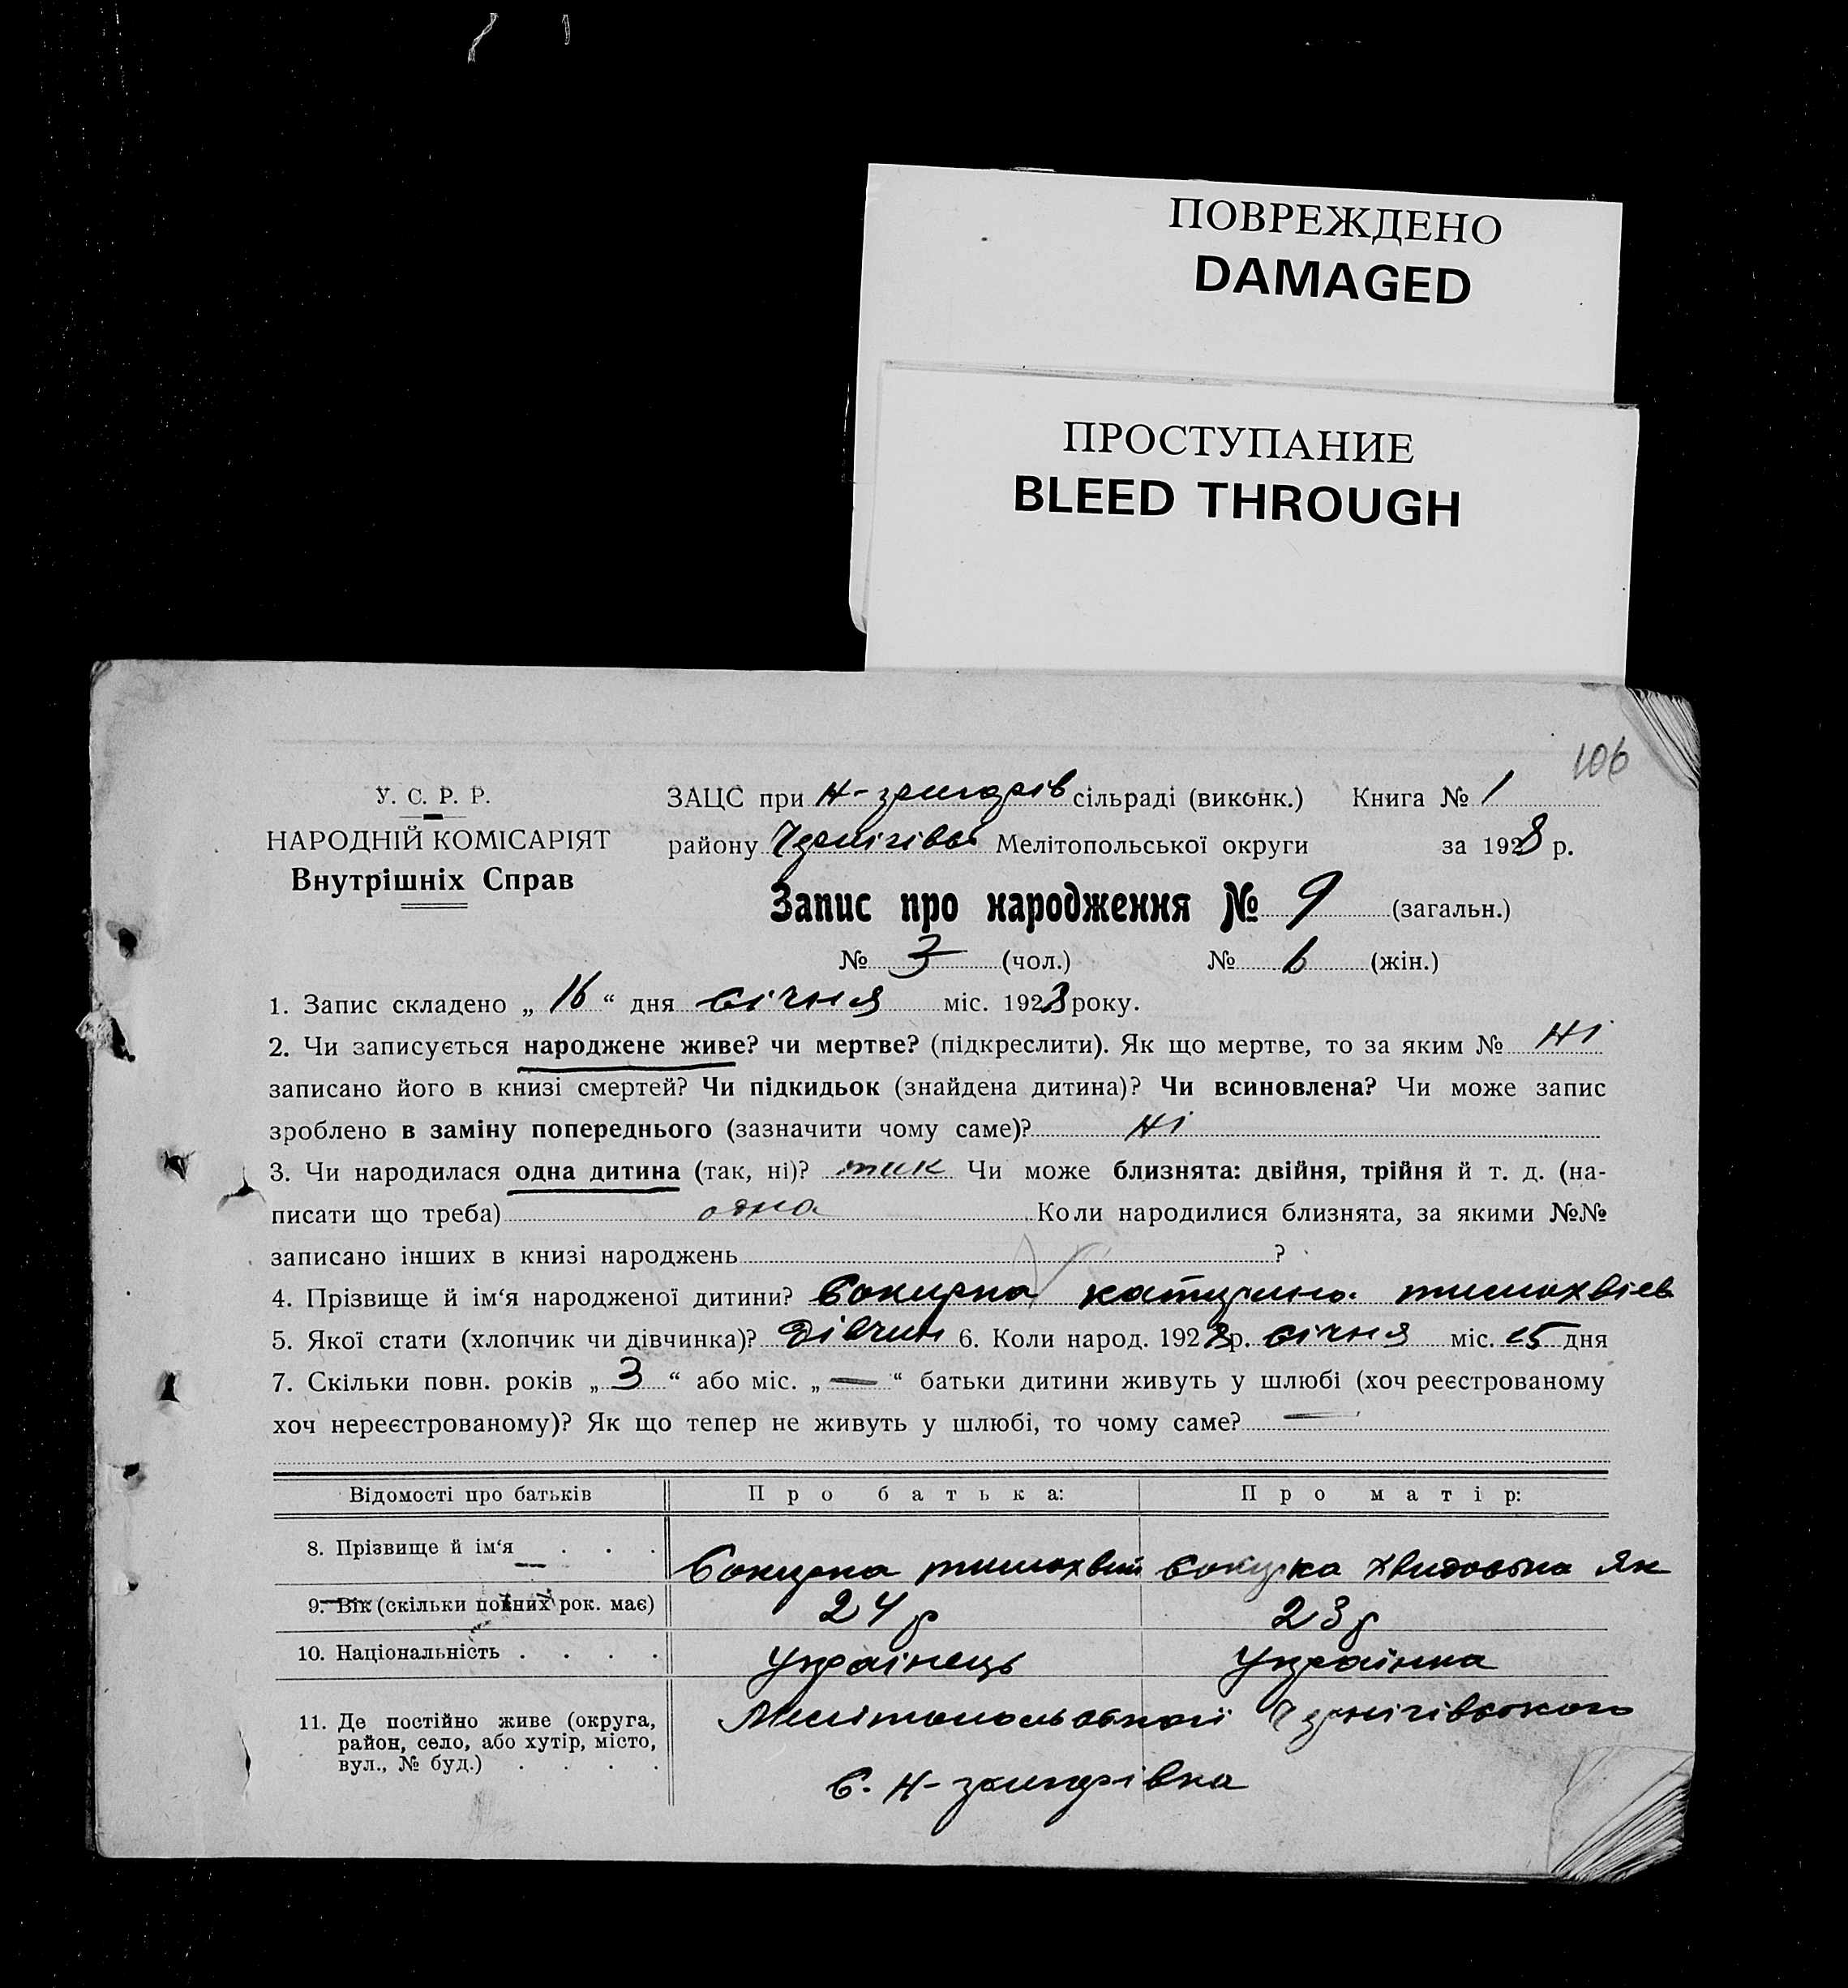 ПОВРЕЖДЕНО
DAMAGED
ПРОСТУПАНИЕ
BLEED THROUGH
106
У. С. Р. Р.
НАРОДНІЙ КОМІСАРІЯТ
Внутрішніх Справ
ЗАЦС при сільраді (виконк.) Книга № 1
району Мелітопольської округи за 1928 р.
Запис про народження № 9 (загальн.)
№ 3 (чол.) № 6 (жін.)
1. Запис складено „ 16 “ дня січня міс. 1928 року.
2. Чи записується народжене живе? чи мертве? (підкреслити). Як що мертве, то за яким № Ні
записано його в книзі смертей? Чи підкидьок (знайдена дитина)? Чи всиновлена? Чи може запис
зроблено в заміну попереднього (зазначити чому саме)? Ні
3. Чи народилася одна дитина (так, ні)? так Чи може близнята: двійня, трійня й т. д. (на-
писати що треба) одна Коли народилися близнята, за якими №№
записано інших в книзі народжень ?
4. Прізвище й ім‘я народженої дитини? Сокирка
5. Якої стати (хлопчик чи дівчинка)? Дівчин 6. Коли народ. 1928 р. січня міс. 15 дня
7. Скільки повн. років „ 3 “ або міс. „ — “ батьки дитини живуть у шлюбі (хоч реєстрованому
хоч нереєстрованому)? Як що тепер не живуть у шлюбі, то чому саме? —
Відомості про батьків Про батька: Про матір:
8. Прізвище й ім‘я . . . Сокирка Сокирка
9. Вік (скільки повних рок. має) 24 р 23 р
10. Національність . . . . Українець Українка
11. Де постійно живе (округа,
район, село, або хутір, місто,
вул., № буд.) . . . .
Мелітопольської Чернігівського